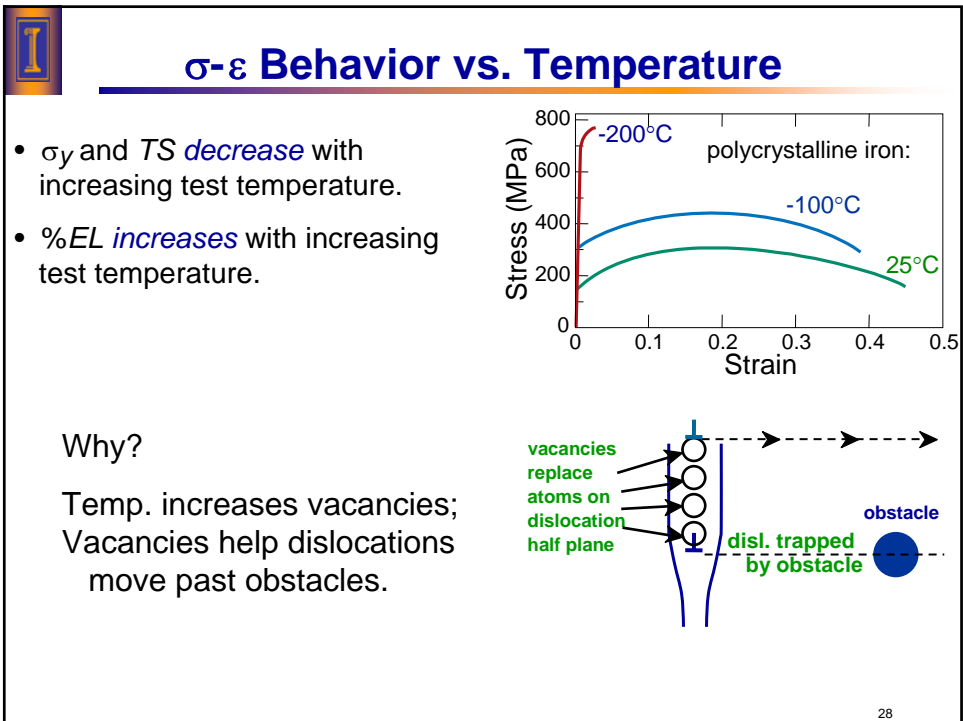 I
σ-ε Behavior vs. Temperature
• σy and TS decrease with
increasing test temperature.
• %EL increases with increasing
test temperature.
800
600
400
200
0
Stress (MPa)
-200°C
polycrystalline iron:
-100°C
25°C
0 0.1 0.2 0.3 0.4 0.5
Strain
Why?
Temp. increases vacancies;
Vacancies help dislocations
move past obstacles.
vacancies
replace
atoms on
dislocation
half plane
obstacle
disl. trapped
by obstacle
28